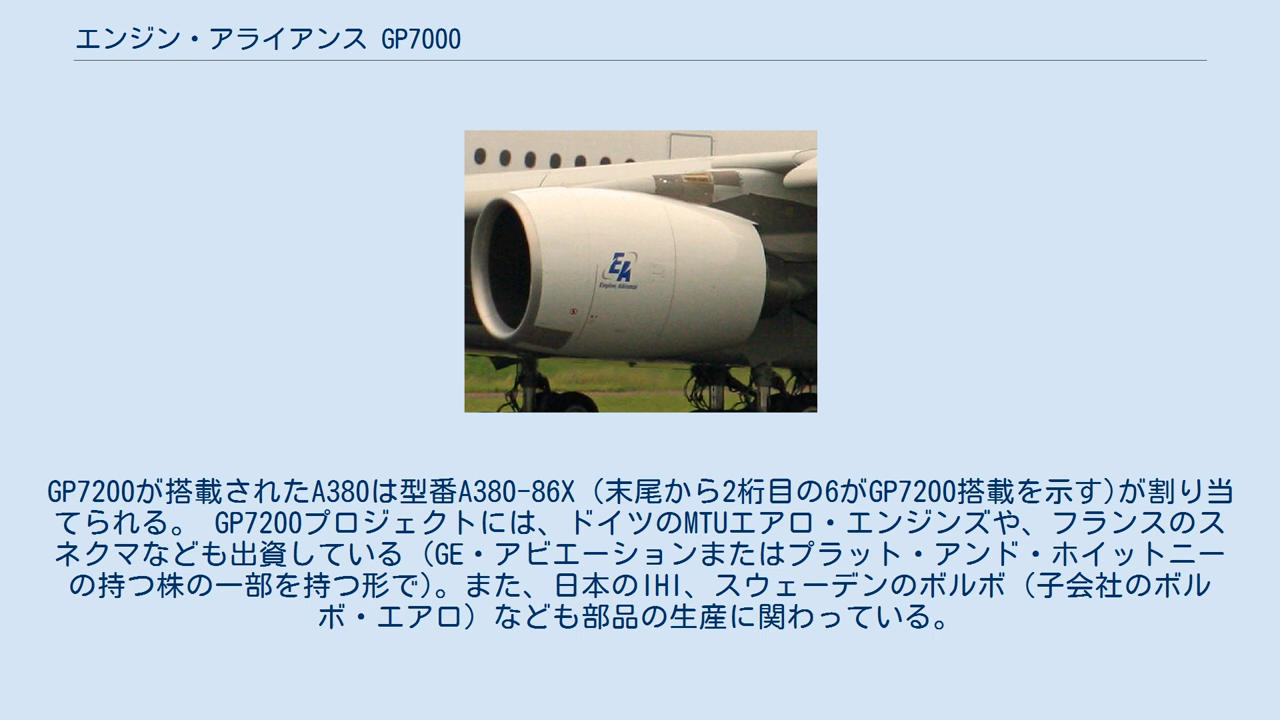 エンジン・アライアンス GP7000
EA
Engine Alliance
GP7200が搭載されたA380は型番A380-86X（末尾から2桁目の6がGP7200搭載を示す)が割り当
てられる。 GP7200プロジェクトには、ドイツのMTUエアロ・エンジンズや、フランスのス
ネクマなども出資している（GE・アビエーションまたはプラット・アンド・ホイットニー
の持つ株の一部を持つ形で)。また、日本のIHI、スウェーデンのボルボ（子会社のボル
ボ・エアロ）なども部品の生産に関わっている。